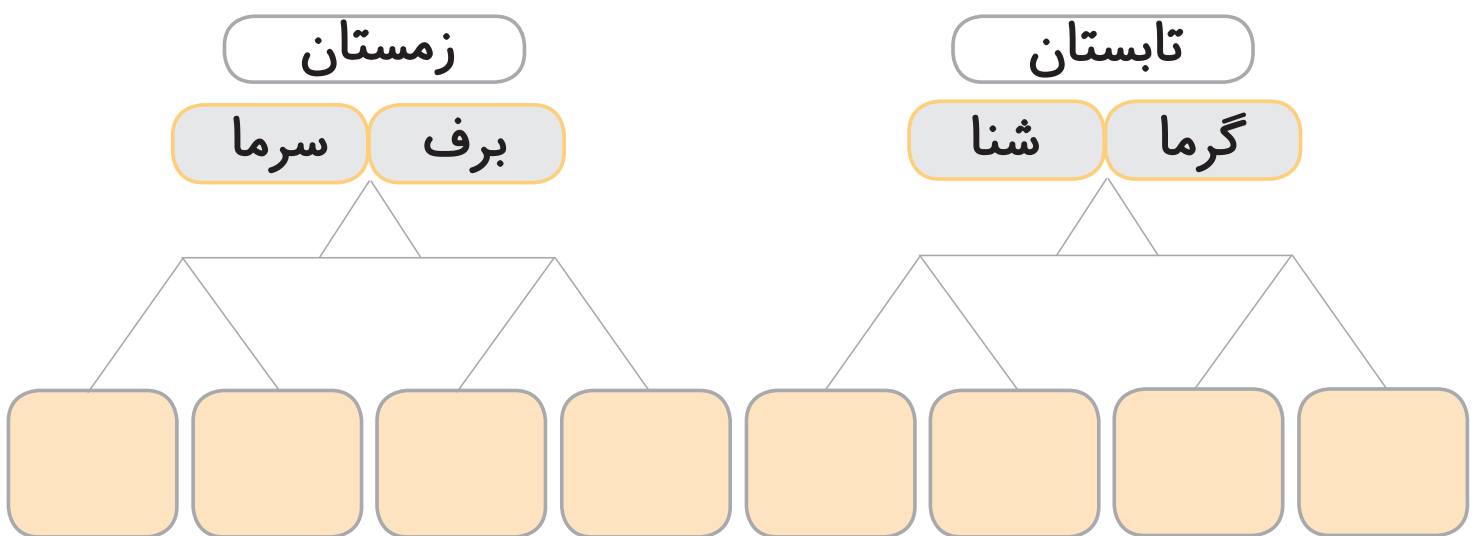 تابستان
زمستان
گرما شنا
برف سرما